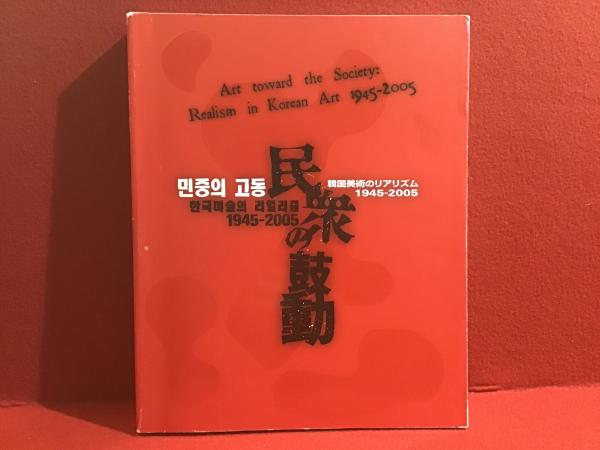 Art toward the Society:
Realism in Korean Art 1945-2005
민중의 고동
한국미술의 리얼리즘
1945-2005
民衆の鼓動
韓国美術のリアリズム
1945-2005